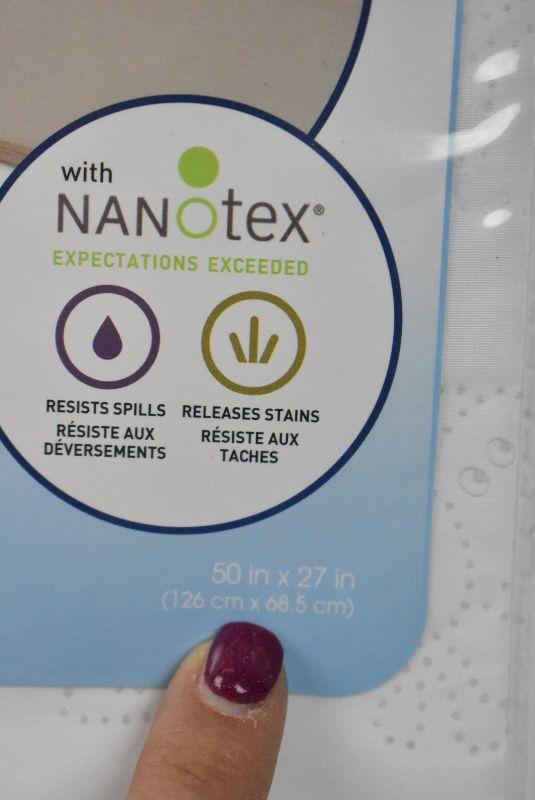 with
NANOtex®
EXPECTATIONS EXCEEDED
RESISTS SPILLS
RÉSISTE AUX
DÉVERSEMENTS
RELEASES STAINS
RÉSISTE AUX
TACHES
50 in x 27 in
(126 cm x 68.5 cm)